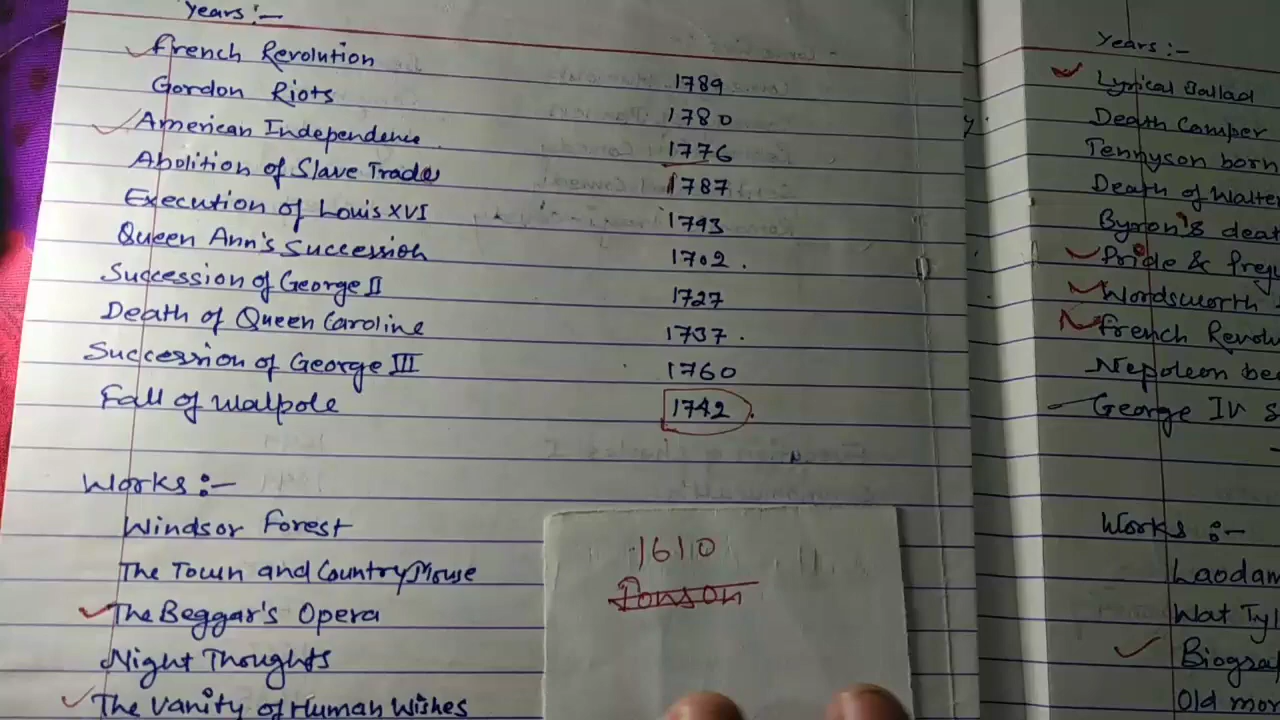 Years:-
French Revolution 1789
Gordon Riots 1780
American Independence 1776
Abolition of Slave Trade 1787
Execution of Louis XVI 1793
Queen Ann's Succession 1702.
Succession of George II 1727
Death of Queen Caroline 1737.
Succession of George III 1760
Fall of Walpole 1742.
Works:-
Windsor Forest
The Town and Country Mouse
The Beggar's Opera
Night Thoughts
The Vanity of Human Wishes
1610
Years:-
Lyrical Ballad
Death Camper
Tennyson born
Death of Walter
Byron's deat
Pride & Preju
Wordsworth
French Revolu
Nepoleon be
George IV S
Works:-
Laodam
Wat Tyl
Biograp
Old mor